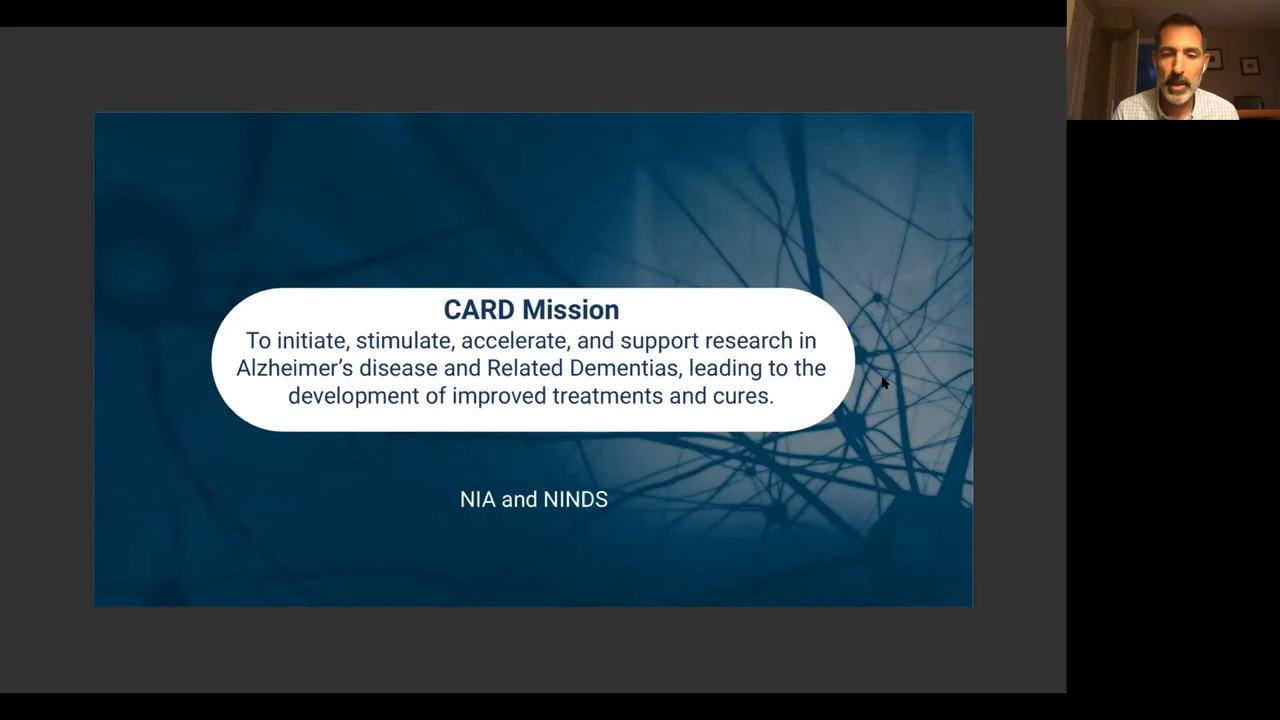 CARD Mission
To initiate, stimulate, accelerate, and support research in
Alzheimer’s disease and Related Dementias, leading to the
development of improved treatments and cures.
NIA and NINDS